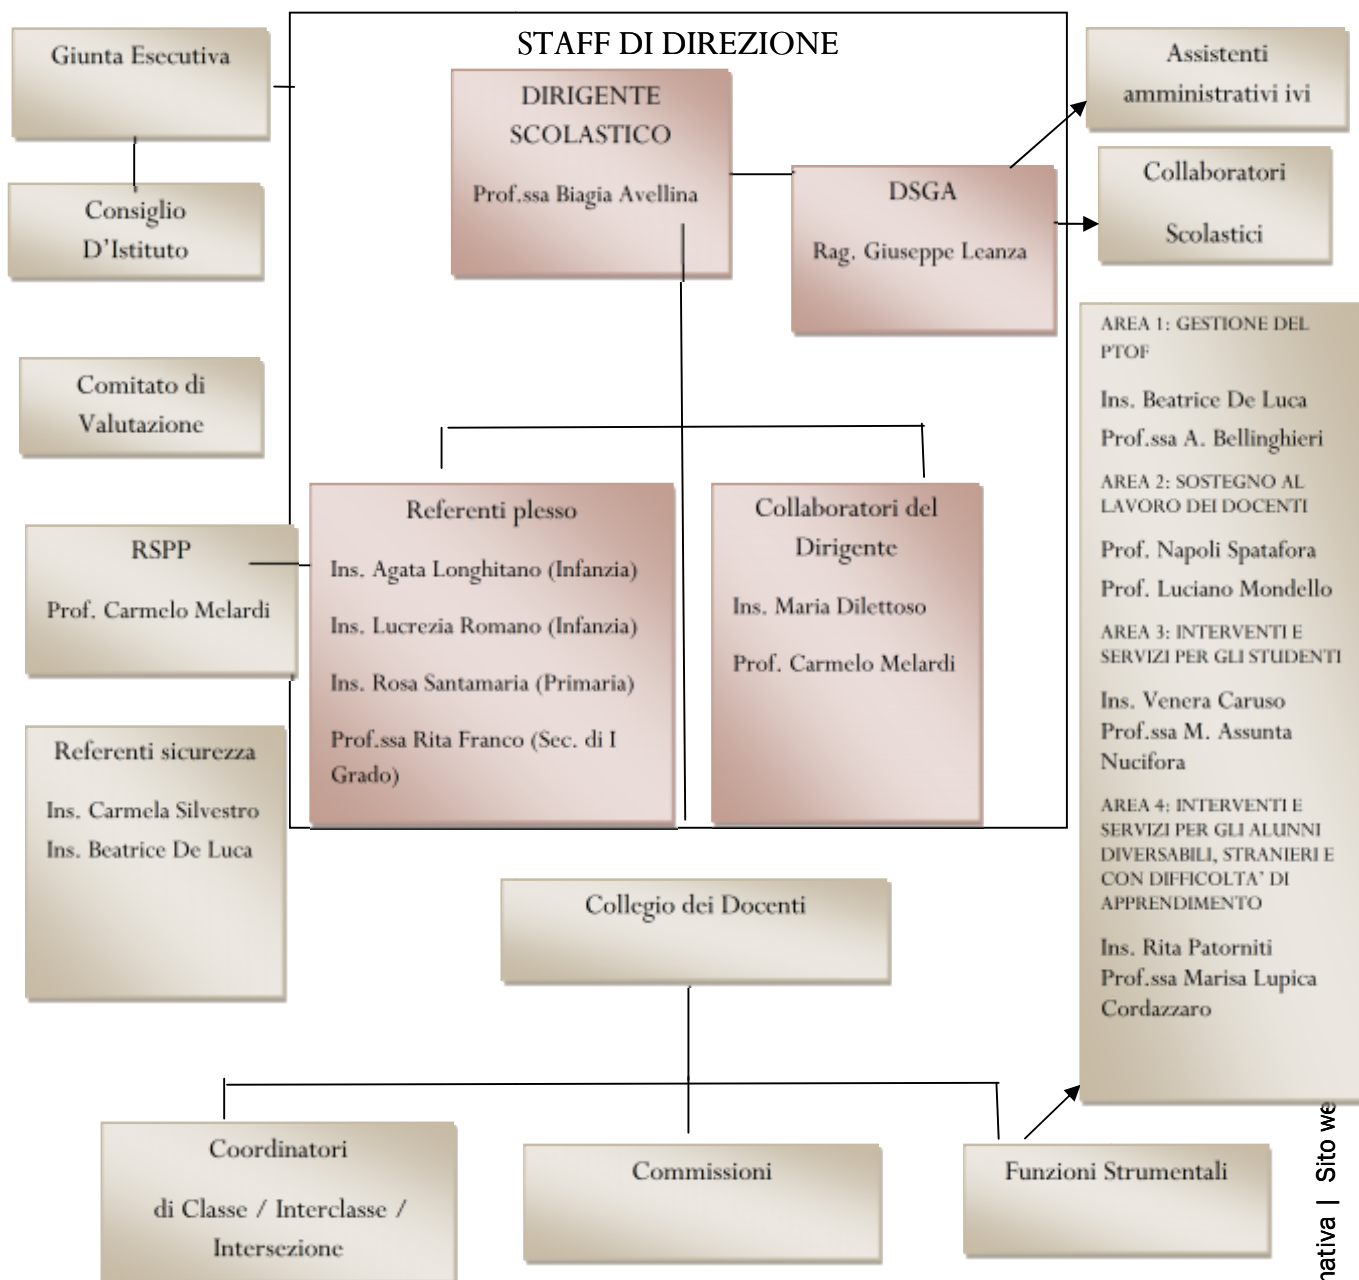 STAFF DI DIREZIONE
Giunta Esecutiva
Consiglio
D'Istituto
Comitato di
Valutazione
RSPP
Prof. Carmelo Melardi
Referenti sicurezza
Ins. Carmela Silvestro
Ins. Beatrice De Luca
DIRIGENTE
SCOLASTICO
Prof.ssa Biagia Avellina
DSGA
Rag. Giuseppe Leanza
Referenti plesso
Ins. Agata Longhitano (Infanzia)
Ins. Lucrezia Romano (Infanzia)
Ins. Rosa Santamaria (Primaria)
Prof.ssa Rita Franco (Sec. di I
Grado)
Collaboratori del
Dirigente
Ins. Maria Dilettoso
Prof. Carmelo Melardi
Assistenti
amministrativi ivi
Collaboratori
Scolastici
AREA 1: GESTIONE DEL
PTOF
Ins. Beatrice De Luca
Prof.ssa A. Bellinghieri
AREA 2: SOSTEGNO AL
LAVORO DEI DOCENTI
Prof. Napoli Spatafora
Prof. Luciano Mondello
AREA 3: INTERVENTI E
SERVIZI PER GLI STUDENTI
Ins. Venera Caruso
Prof.ssa M. Assunta
Nucifora
AREA 4: INTERVENTI E
SERVIZI PER GLI ALUNNI
DIVERSABILI, STRANIERI E
CON DIFFICOLTA' DI
APPRENDIMENTO
Ins. Rita Patorniti
Prof.ssa Marisa Lupica
Cordazzaro
Collegio dei Docenti
Coordinatori
di Classe / Interclasse /
Intersezione
Commissioni
Funzioni Strumentali
nativa | Sito we